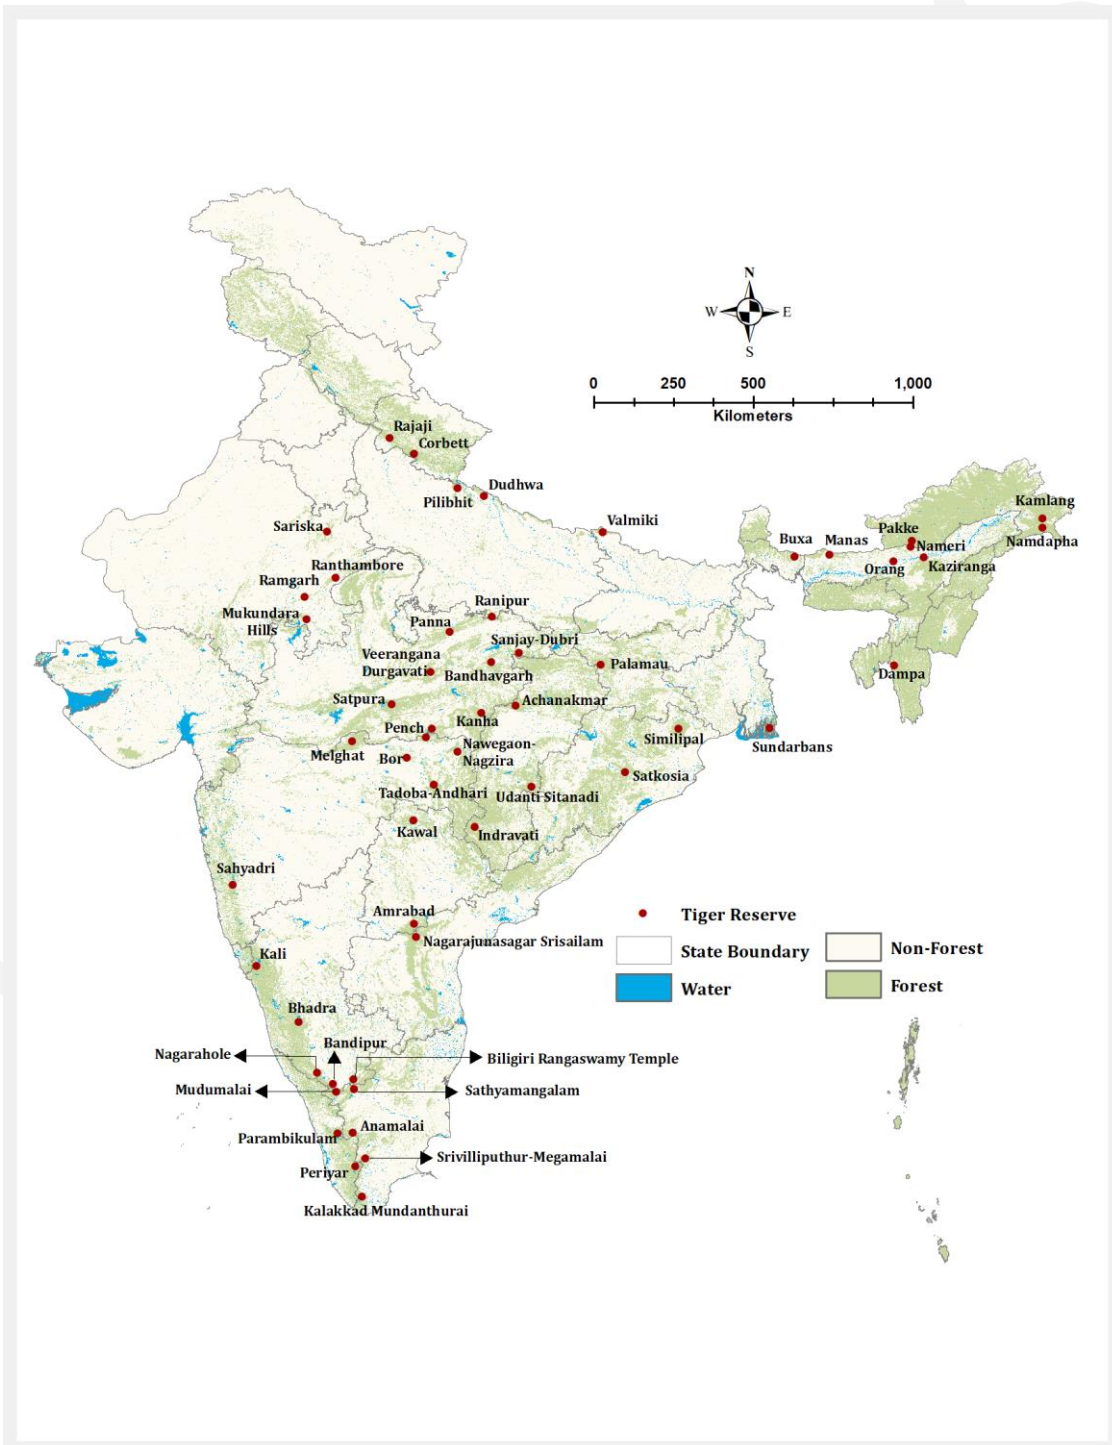 N
W E
S
0 250 500 1,000
Kilometers
Rajaji
Corbett
Dudhwa
Pilibhit
Kamlang
Valmiki
Sariska
Pakke
Buxa
Manas
Nameri
Namdapha
Orang
Kaziranga
Ranthambore
Ramgarh
Mukundara
Hills
Ranipur
Panna
Sanjay-Dubri
Veerangana
Durgavati
Palamau
Bandhavgarh
Dampa
Satpura
Achanakmar
Kanha
Pench
Similipal
Sundarbans
Melghat
Nawegaon-
Nagzira
Bor
Satkosia
Tadoba-Andhari
Udanti Sitanadi
Kawal
Indravati
Sahyadri
Amrabad
Nagarajunasagar Srisailam
Kali
Bhadra
Bandipur
Nagarahole
Biligiri Rangaswamy Temple
Mudumalai
Sathyamangalam
Anamalai
Parambikulam
Srivilliputhur-Megamalai
Periyar
Kalakkad Mundanthurai
Tiger Reserve
State Boundary
Non-Forest
Water
Forest